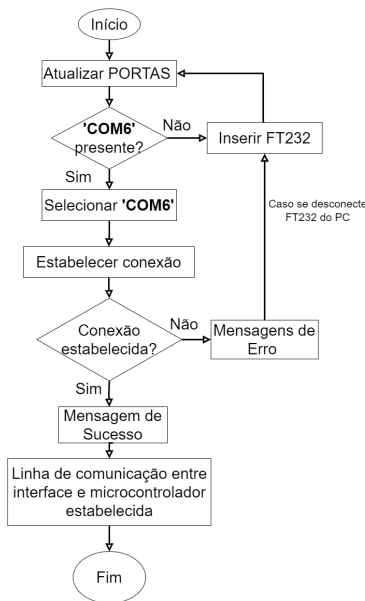 Início
Atualizar PORTAS
'COM6'
presente?
Não
Inserir FT232
Sim
Selecionar 'COM6'
Caso se desconecte
FT232 do PC
Estabelecer conexão
Conexão
estabelecida?
Não
Mensagens de
Erro
Sim
Mensagem de
Sucesso
Linha de comunicação entre
interface e microcontrolador
estabelecida
Fim